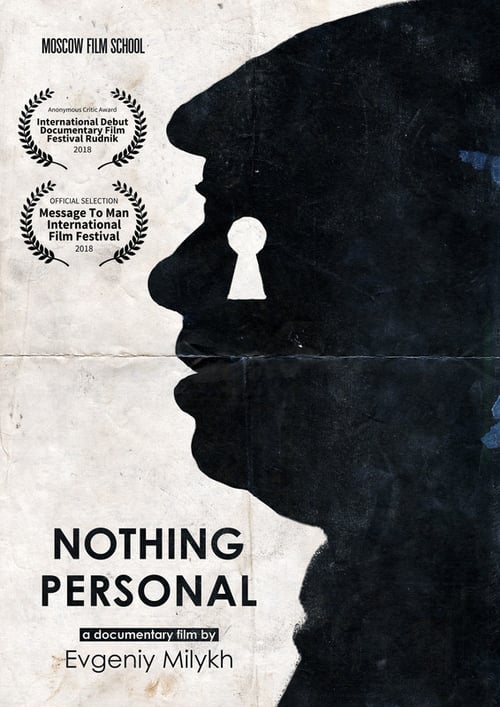 MOSCOW FILM SCHOOL
Anonymous Critic Award
International Debut
Documentary Film
Festival Rudnik
2018
OFFICIAL SELECTION
Message To Man
International
Film Festival
2018
NOTHING
PERSONAL
a documentary film by
Evgeniy Milykh